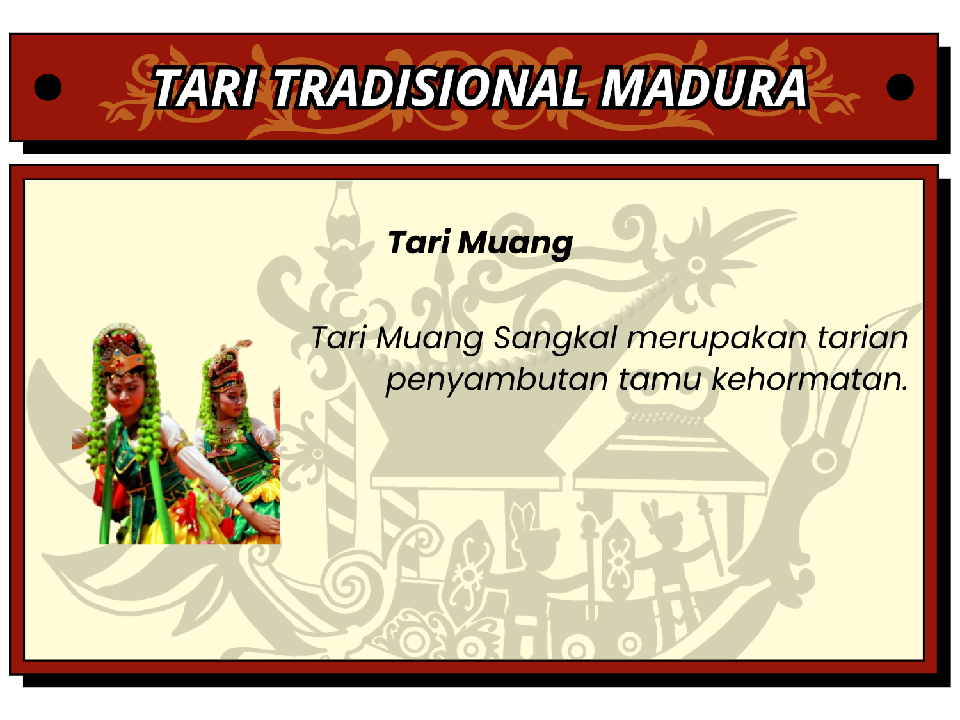 TARI TRADISIONAL MADURA
Tari Muang
Tari Muang Sangkal merupakan tarian
penyambutan tamu kehormatan.